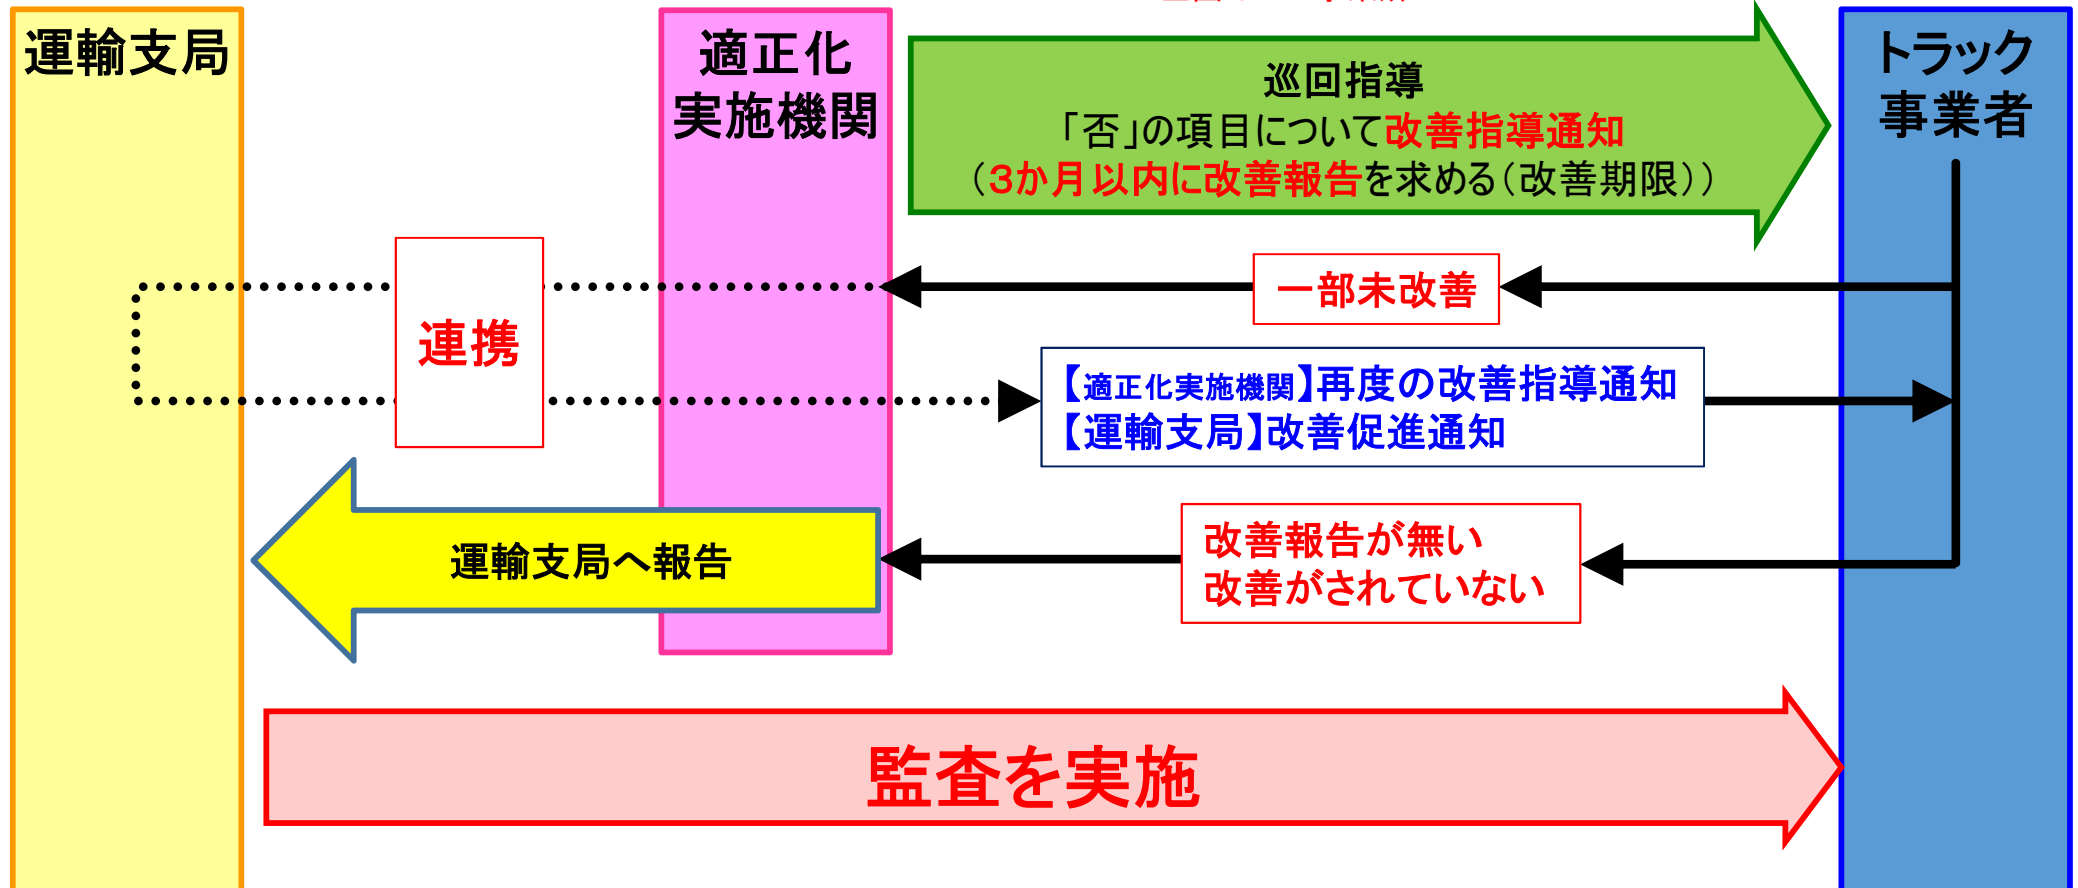 運輸支局
適正化
実施機関
巡回指導
「否」の項目について改善指導通知
（３か月以内に改善報告を求める（改善期限））
トラック
事業者
一部未改善
連携
【適正化実施機関】再度の改善指導通知
【運輸支局】改善促進通知
改善報告が無い
改善がされていない
運輸支局へ報告
監査を実施